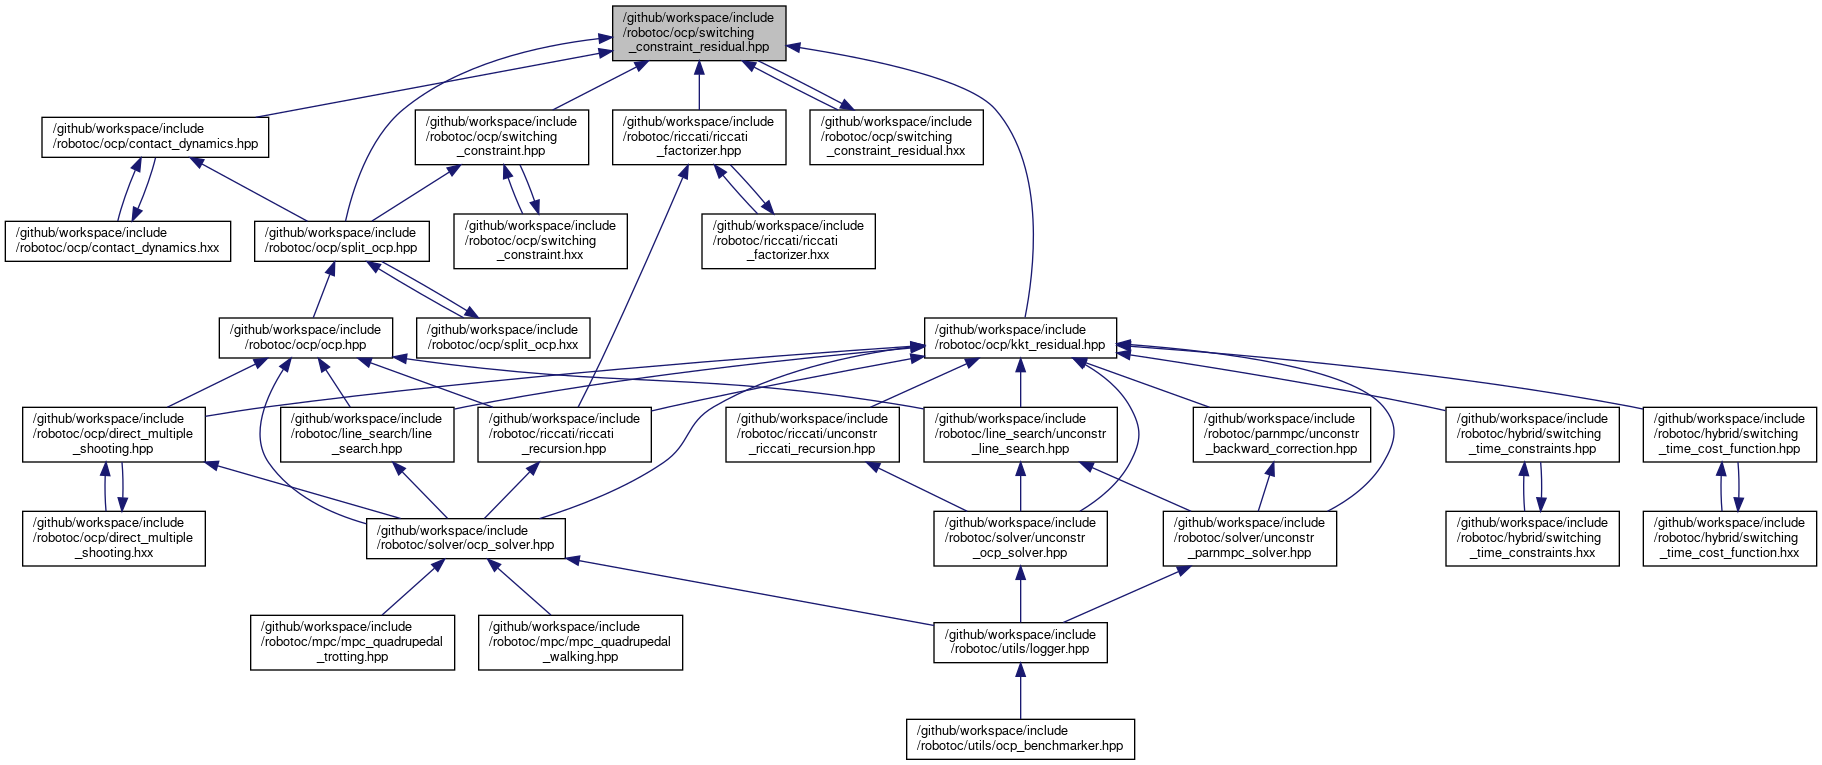 /github/workspace/include
/robotoc/ocp/switching
_constraint_residual.hpp
/github/workspace/include
/robotoc/ocp/contact_dynamics.hpp
/github/workspace/include
/robotoc/ocp/switching
_constraint.hpp
/github/workspace/include
/robotoc/riccati/riccati
_factorizer.hpp
/github/workspace/include
/robotoc/ocp/switching
_constraint_residual.hxx
/github/workspace/include
/robotoc/ocp/contact_dynamics.hxx
/github/workspace/include
/robotoc/ocp/split_ocp.hpp
/github/workspace/include
/robotoc/ocp/switching
_constraint.hxx
/github/workspace/include
/robotoc/riccati/riccati
_factorizer.hxx
/github/workspace/include
/robotoc/ocp/ocp.hpp
/github/workspace/include
/robotoc/ocp/split_ocp.hxx
/github/workspace/include
/robotoc/ocp/kkt_residual.hpp
/github/workspace/include
/robotoc/ocp/direct_multiple
_shooting.hpp
/github/workspace/include
/robotoc/line_search/line
_search.hpp
/github/workspace/include
/robotoc/riccati/riccati
_recursion.hpp
/github/workspace/include
/robotoc/riccati/unconstr
_riccati_recursion.hpp
/github/workspace/include
/robotoc/line_search/unconstr
_line_search.hpp
/github/workspace/include
/robotoc/parnmpc/unconstr
_backward_correction.hpp
/github/workspace/include
/robotoc/hybrid/switching
_time_constraints.hpp
/github/workspace/include
/robotoc/hybrid/switching
_time_cost_function.hpp
/github/workspace/include
/robotoc/ocp/direct_multiple
_shooting.hxx
/github/workspace/include
/robotoc/solver/ocp_solver.hpp
/github/workspace/include
/robotoc/solver/unconstr
_ocp_solver.hpp
/github/workspace/include
/robotoc/solver/unconstr
_parnmpc_solver.hpp
/github/workspace/include
/robotoc/hybrid/switching
_time_constraints.hxx
/github/workspace/include
/robotoc/hybrid/switching
_time_cost_function.hxx
/github/workspace/include
/robotoc/mpc/mpc_quadrupedal
_trotting.hpp
/github/workspace/include
/robotoc/mpc/mpc_quadrupedal
_walking.hpp
/github/workspace/include
/robotoc/utils/logger.hpp
/github/workspace/include
/robotoc/utils/ocp_benchmarker.hpp